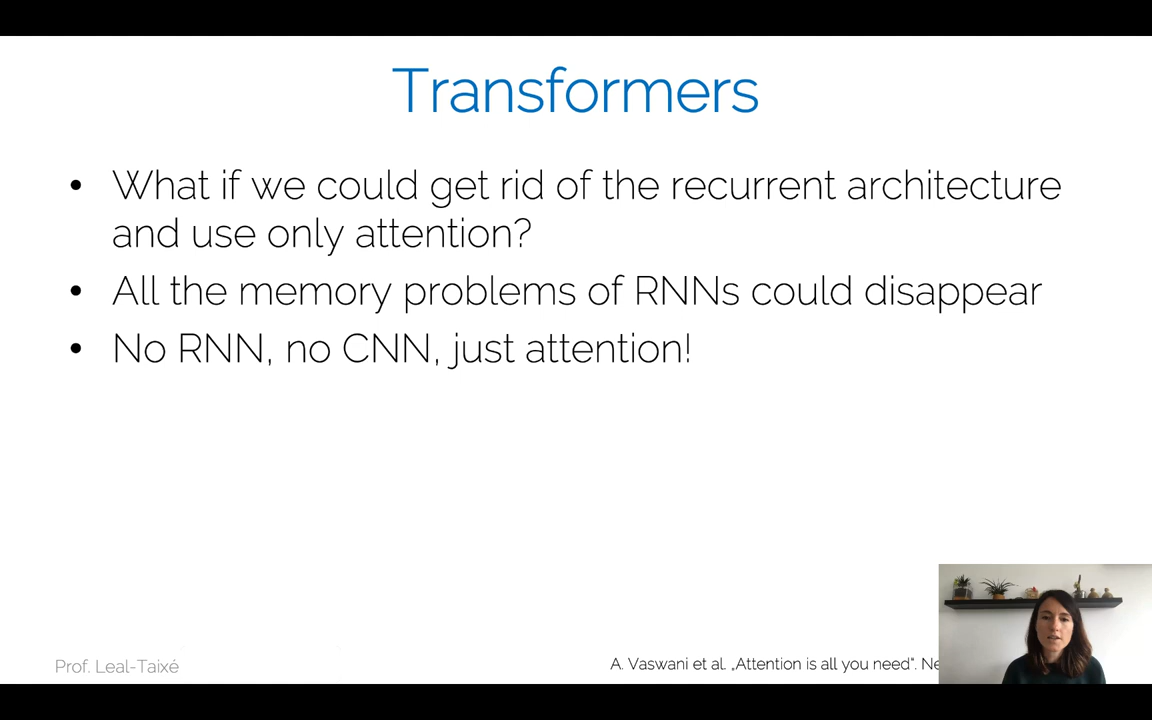 Transformers
• What if we could get rid of the recurrent architecture
and use only attention?
• All the memory problems of RNNs could disappear
• No RNN, no CNN, just attention!
Prof. Leal-Taixé
A. Vaswani et al. „Attention is all you need“.